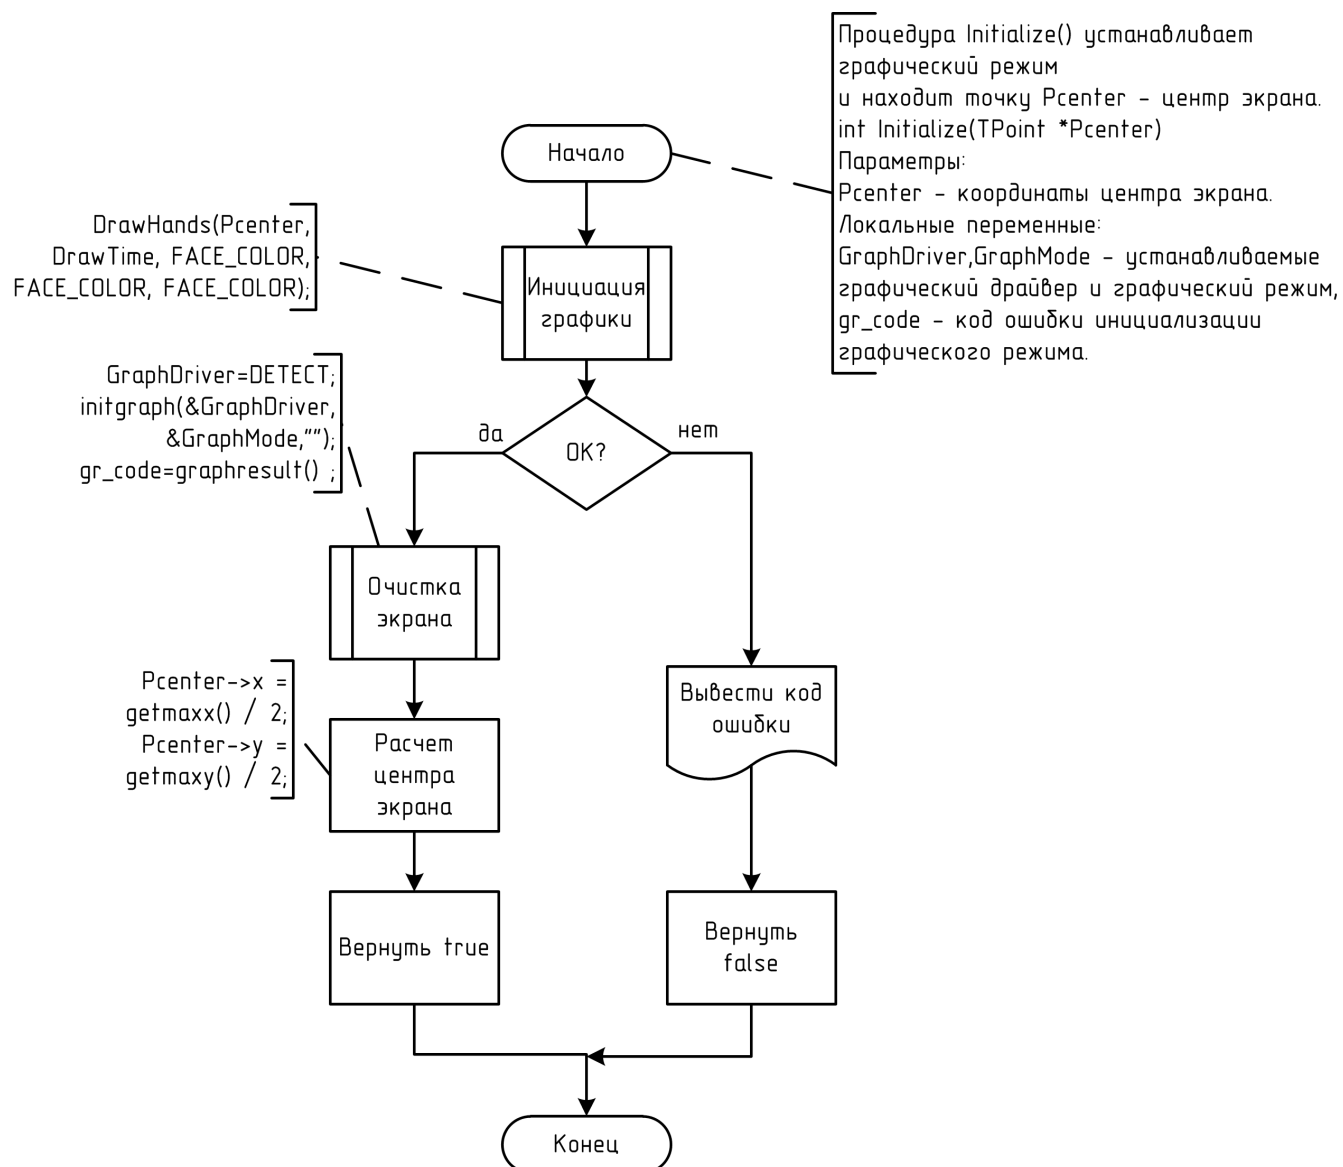 Процедура Initialize() устанавливает
графический режим
и находит точку Pcenter – центр экрана.
int Initialize(TPoint *Pcenter)
Параметры:
Pcenter – координаты центра экрана.
Локальные переменные:
GraphDriver,GraphMode – устанавливаемые
графический драйвер и графический режим,
gr_code – код ошибки инициализации
графического режима.
Начало
DrawHands(Pcenter,
DrawTime, FACE_COLOR,
FACE_COLOR, FACE_COLOR);
Инициация
графики
GraphDriver=DETECT;
initgraph(&GraphDriver,
&GraphMode,"");
gr_code=graphresult() ;
да
OK?
нет
Очистка
экрана
Pcenter->x =
getmaxx() / 2;
Pcenter->y =
getmaxy() / 2;
Расчет
центра
экрана
Вывести код
ошибки
Вернуть true
Вернуть
false
Конец